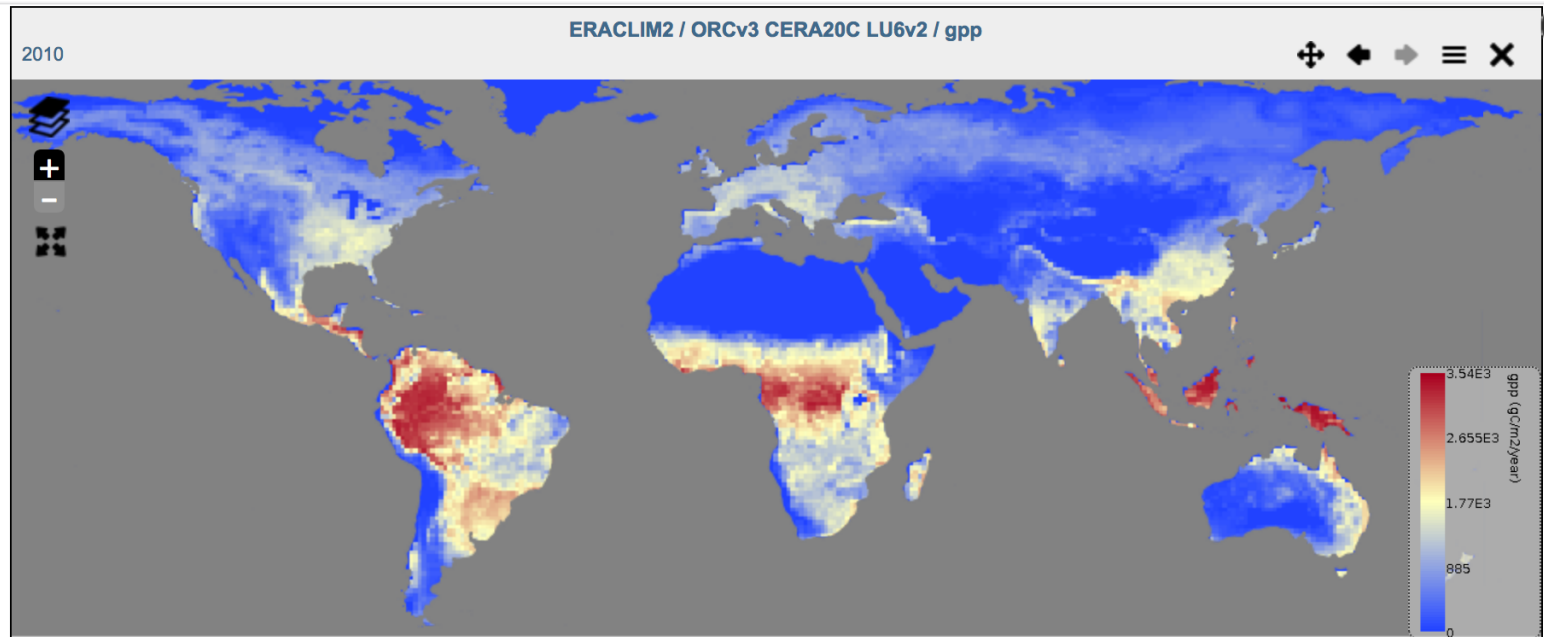 ERACLIM2 / ORCv3 CERA20C LU6v2 / gpp
2010
+
−
3.54E3
2.655E3
1.77E3
885
0
gpp (gC/m2/year)